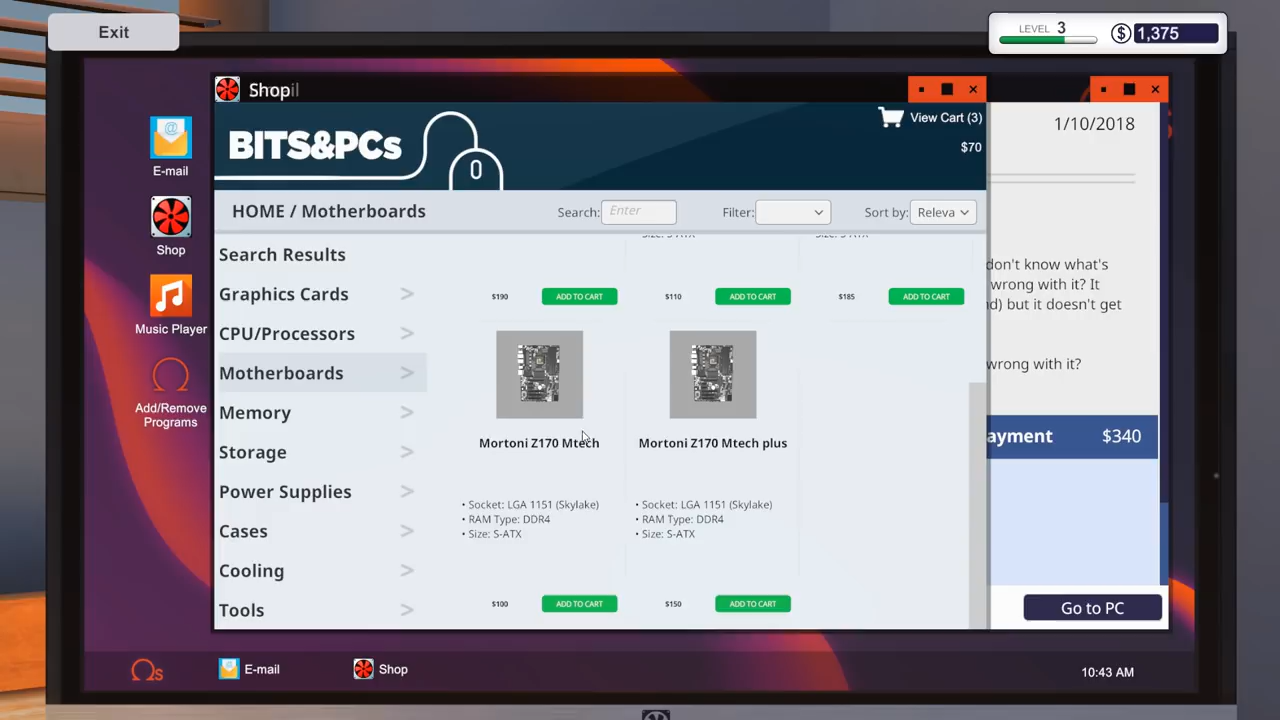 Exit
LEVEL 3
$ 1,375
Shop
BITS&PCs
View Cart (3)
$70
1/10/2018
HOME / Motherboards
Search: Enter
Filter:
Sort by: Releva
E-mail
Shop
Music Player
Add/Remove
Programs
Search Results
Graphics Cards >
CPU/Processors >
Motherboards >
Memory >
Storage >
Power Supplies >
Cases >
Cooling >
Tools >
$190 ADD TO CART
$110 ADD TO CART
$185 ADD TO CART
Mortoni Z170 Mtech
• Socket: LGA 1151 (Skylake)
• RAM Type: DDR4
• Size: S-ATX
$100 ADD TO CART
Mortoni Z170 Mtech plus
• Socket: LGA 1151 (Skylake)
• RAM Type: DDR4
• Size: S-ATX
$150 ADD TO CART
don't know what's
wrong with it? It
nd) but it doesn't get
wrong with it?
ayment $340
Go to PC
Ωs
E-mail
Shop
10:43 AM